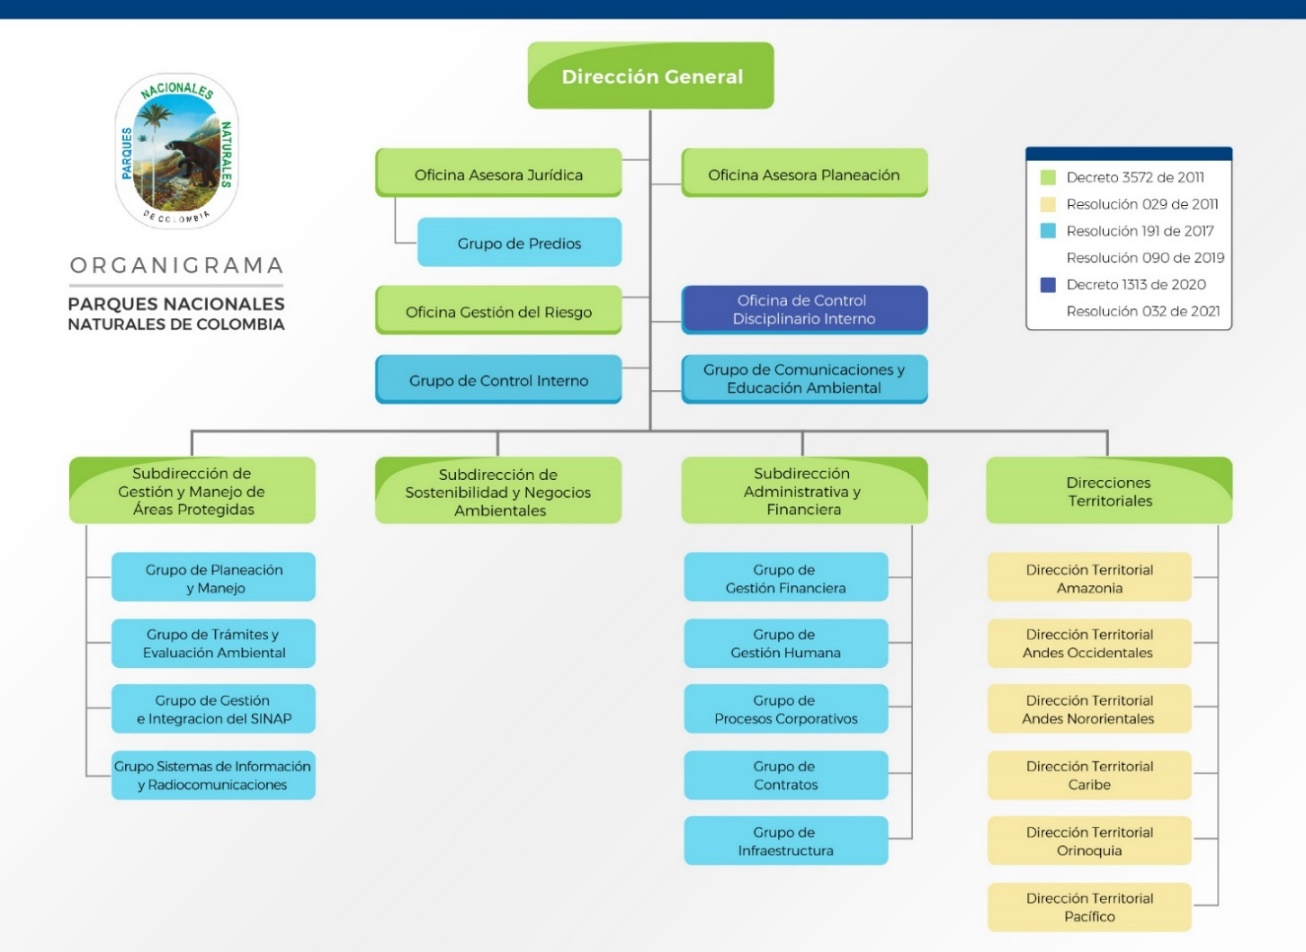 Dirección General
PARQUES
NACIONALES
NATURALES
DE COLOMBIA
ORGANIGRAMA
PARQUES NACIONALES
NATURALES DE COLOMBIA
Oficina Asesora Jurídica
Oficina Asesora Planeación
Grupo de Predios
Oficina Gestión del Riesgo
Oficina de Control
Disciplinario Interno
Grupo de Control Interno
Grupo de Comunicaciones y
Educación Ambiental
Decreto 3572 de 2011
Resolución 029 de 2011
Resolución 191 de 2017
Resolución 090 de 2019
Decreto 1313 de 2020
Resolución 032 de 2021
Subdirección de
Gestión y Manejo de
Áreas Protegidas
Grupo de Planeación
y Manejo
Grupo de Trámites y
Evaluación Ambiental
Grupo de Gestión
e Integracion del SINAP
Grupo Sistemas de Información
y Radiocomunicaciones
Subdirección de
Sostenibilidad y Negocios
Ambientales
Subdirección
Administrativa y
Financiera
Grupo de
Gestión Financiera
Grupo de
Gestión Humana
Grupo de
Procesos Corporativos
Grupo de
Contratos
Grupo de
Infraestructura
Direcciones
Territoriales
Dirección Territorial
Amazonia
Dirección Territorial
Andes Occidentales
Dirección Territorial
Andes Nororientales
Dirección Territorial
Caribe
Dirección Territorial
Orinoquia
Dirección Territorial
Pacífico